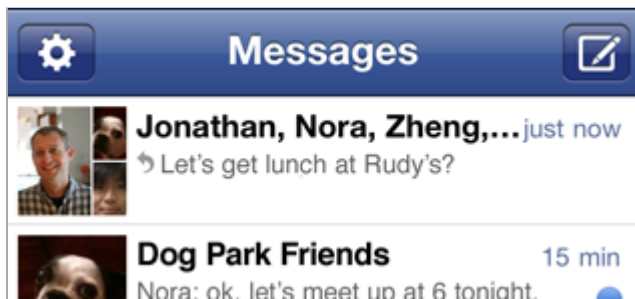 Messages
Jonathan, Nora, Zheng,... just now
Let's get lunch at Rudy's?
Dog Park Friends 15 min
Nora: ok, let's meet up at 6 tonight.